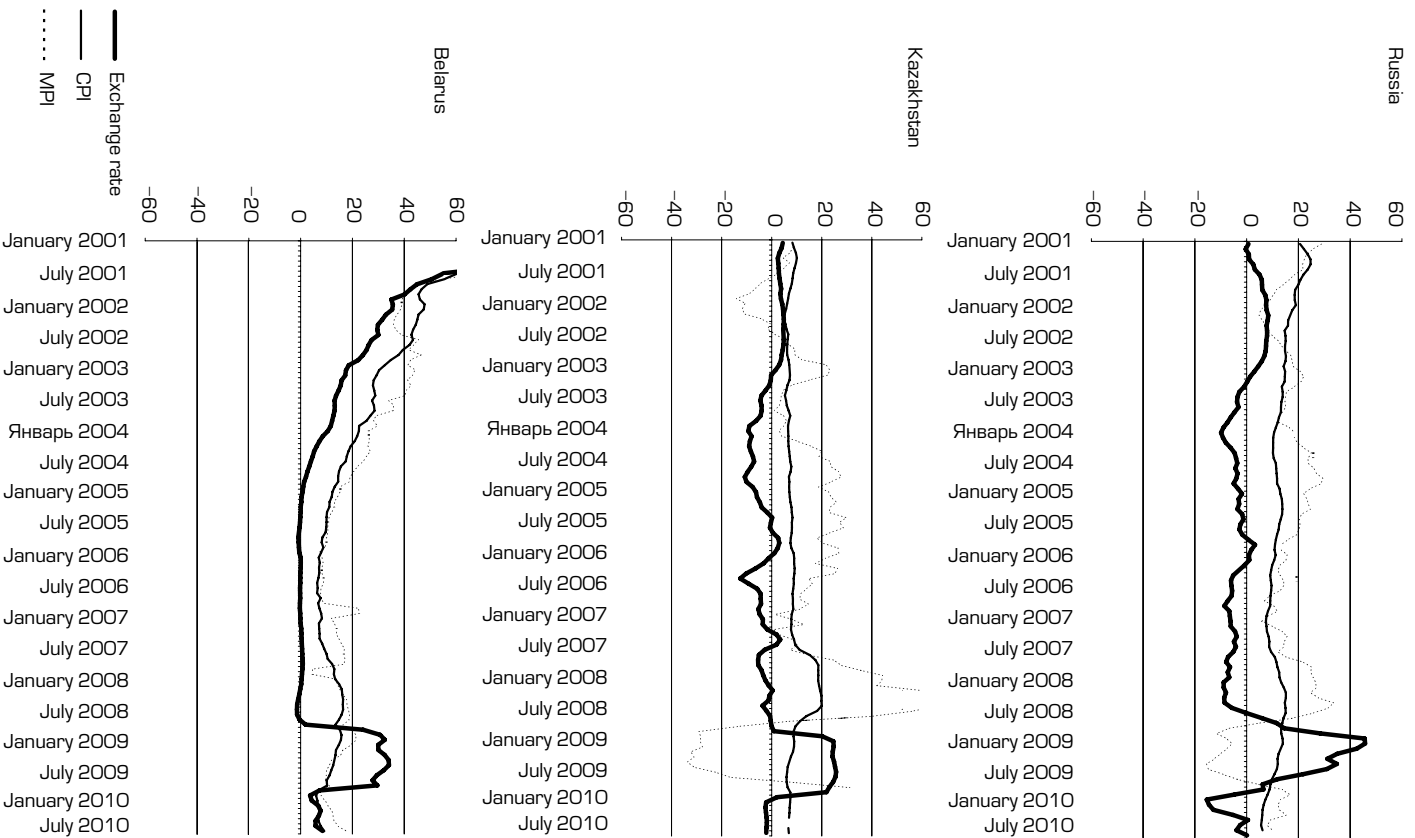 Russia
60
40
20
0
−20
−40
−60
January 2001
July 2001
January 2002
July 2002
January 2003
July 2003
Январь 2004
July 2004
January 2005
July 2005
January 2006
July 2006
January 2007
July 2007
January 2008
July 2008
January 2009
July 2009
January 2010
July 2010
Kazakhstan
60
40
20
0
−20
−40
−60
January 2001
July 2001
January 2002
July 2002
January 2003
July 2003
Январь 2004
July 2004
January 2005
July 2005
January 2006
July 2006
January 2007
July 2007
January 2008
July 2008
January 2009
July 2009
January 2010
July 2010
Belarus
60
40
20
0
−20
−40
−60
January 2001
July 2001
January 2002
July 2002
January 2003
July 2003
Январь 2004
July 2004
January 2005
July 2005
January 2006
July 2006
January 2007
July 2007
January 2008
July 2008
January 2009
July 2009
January 2010
July 2010
Exchange rate
CPI
MPI